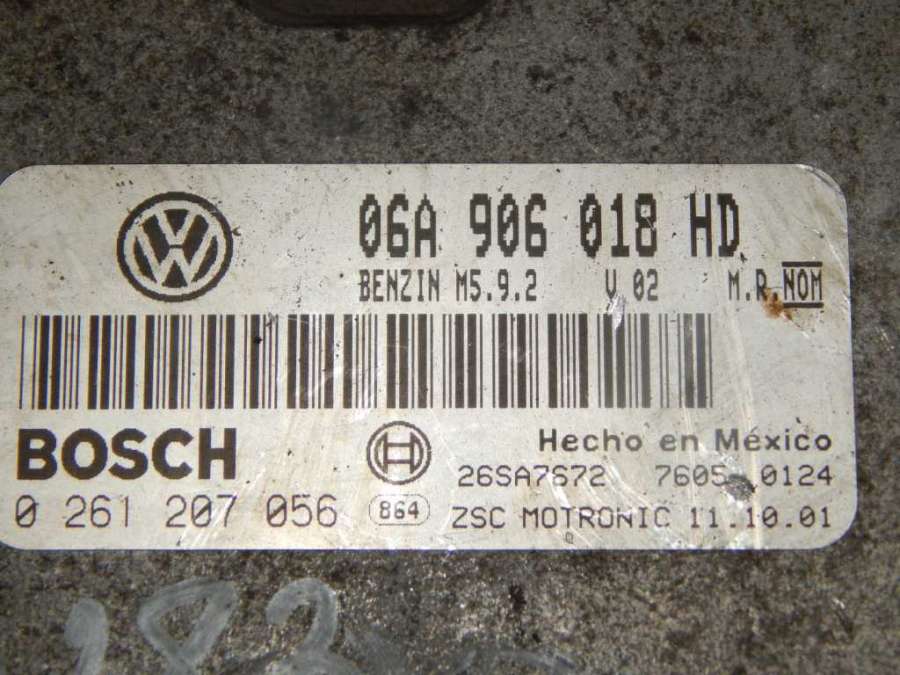 06A 906 018 HD
BENZIN M5.9.2 V 02 M.R.NOM
BOSCH Hecho en México
26SA7672 7605 0124
0 261 207 056 864 ZSC MOTRONIC 11.10.01